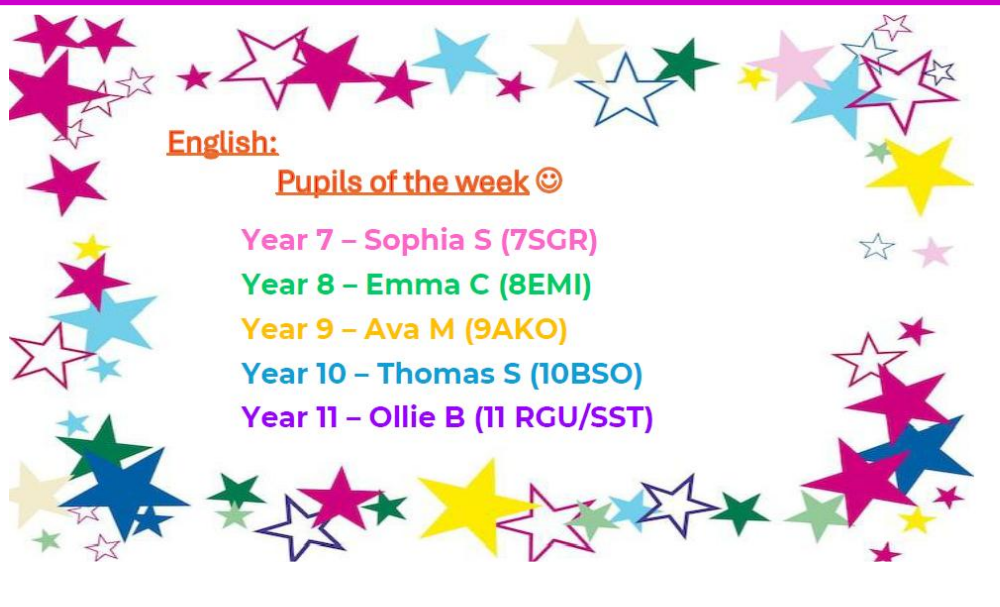 English:
Pupils of the week ☺
Year 7 – Sophia S (7SGR)
Year 8 – Emma C (8EMI)
Year 9 – Ava M (9AKO)
Year 10 – Thomas S (10BSO)
Year 11 – Ollie B (11 RGU/SST)